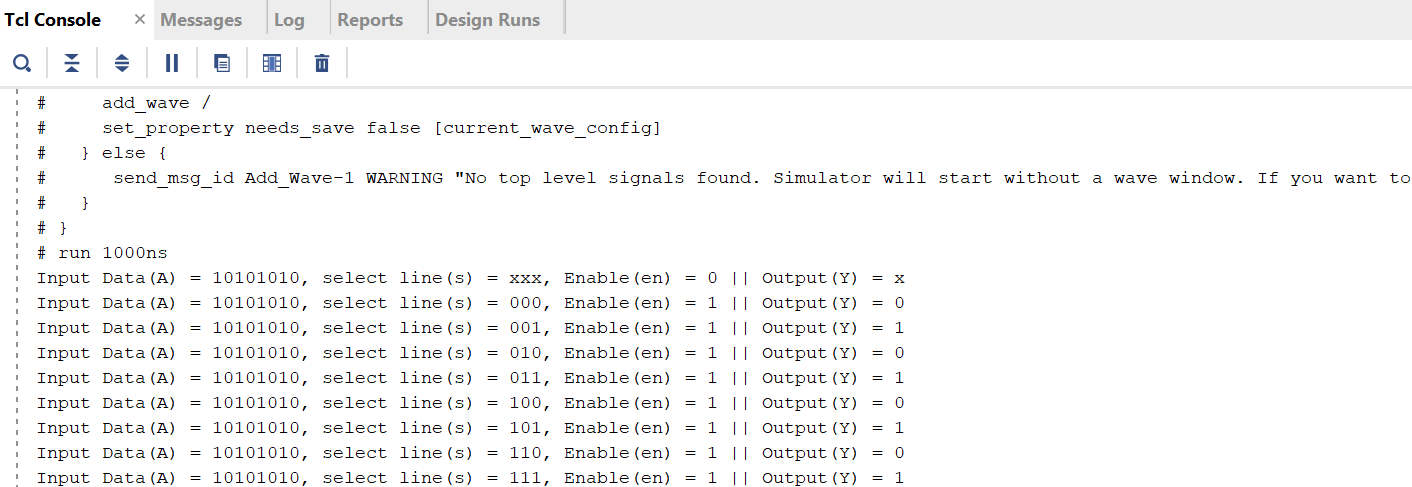 Tcl Console × Messages Log Reports Design Runs
#     add_wave /
#     set_property needs_save false [current_wave_config]
#   } else {
#      send_msg_id Add_Wave-1 WARNING "No top level signals found. Simulator will start without a wave window. If you want to
#   }
# }
# run 1000ns
Input Data(A) = 10101010, select line(s) = xxx, Enable(en) = 0 || Output(Y) = x
Input Data(A) = 10101010, select line(s) = 000, Enable(en) = 1 || Output(Y) = 0
Input Data(A) = 10101010, select line(s) = 001, Enable(en) = 1 || Output(Y) = 1
Input Data(A) = 10101010, select line(s) = 010, Enable(en) = 1 || Output(Y) = 0
Input Data(A) = 10101010, select line(s) = 011, Enable(en) = 1 || Output(Y) = 1
Input Data(A) = 10101010, select line(s) = 100, Enable(en) = 1 || Output(Y) = 0
Input Data(A) = 10101010, select line(s) = 101, Enable(en) = 1 || Output(Y) = 1
Input Data(A) = 10101010, select line(s) = 110, Enable(en) = 1 || Output(Y) = 0
Input Data(A) = 10101010, select line(s) = 111, Enable(en) = 1 || Output(Y) = 1